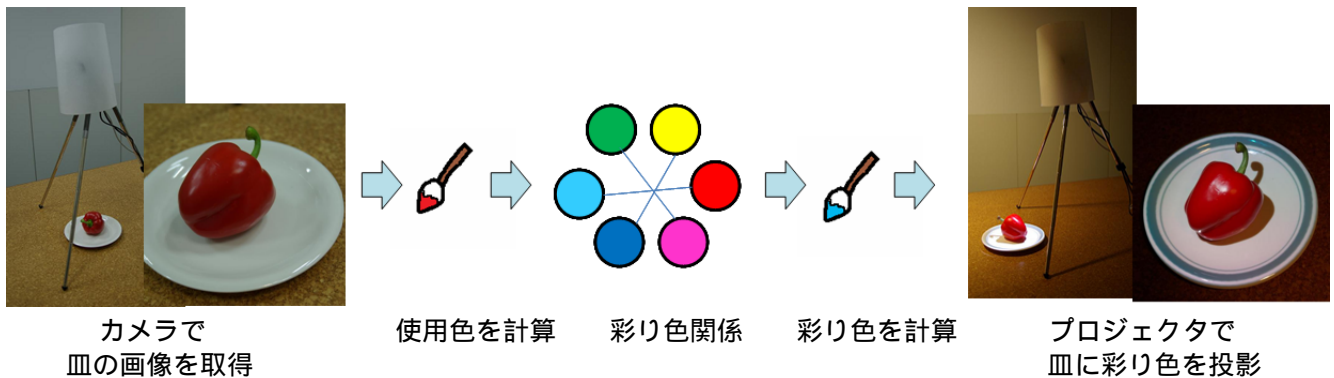 カメラで
皿の画像を取得
使用色を計算
彩り色関係
彩り色を計算
プロジェクタで
皿に彩り色を投影